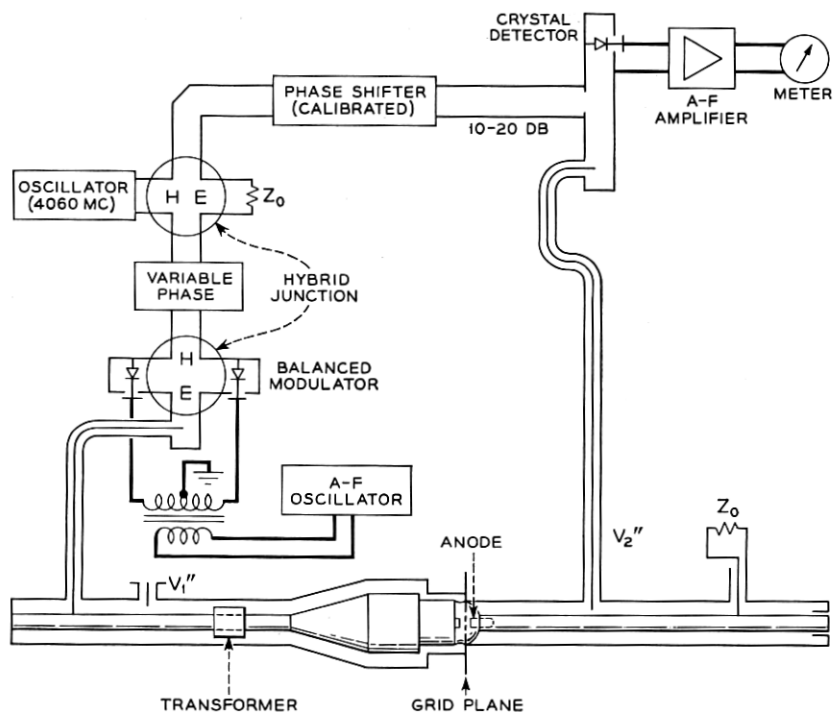 CRYSTAL
DETECTOR
PHASE SHIFTER
(CALIBRATED)
10-20 DB
A-F
AMPLIFIER
METER
OSCILLATOR
(4060 MC)
H E
Z₀
VARIABLE
PHASE
HYBRID
JUNCTION
H
E
BALANCED
MODULATOR
A-F
OSCILLATOR
V₁″
ANODE
V₂″
Z₀
TRANSFORMER
GRID PLANE